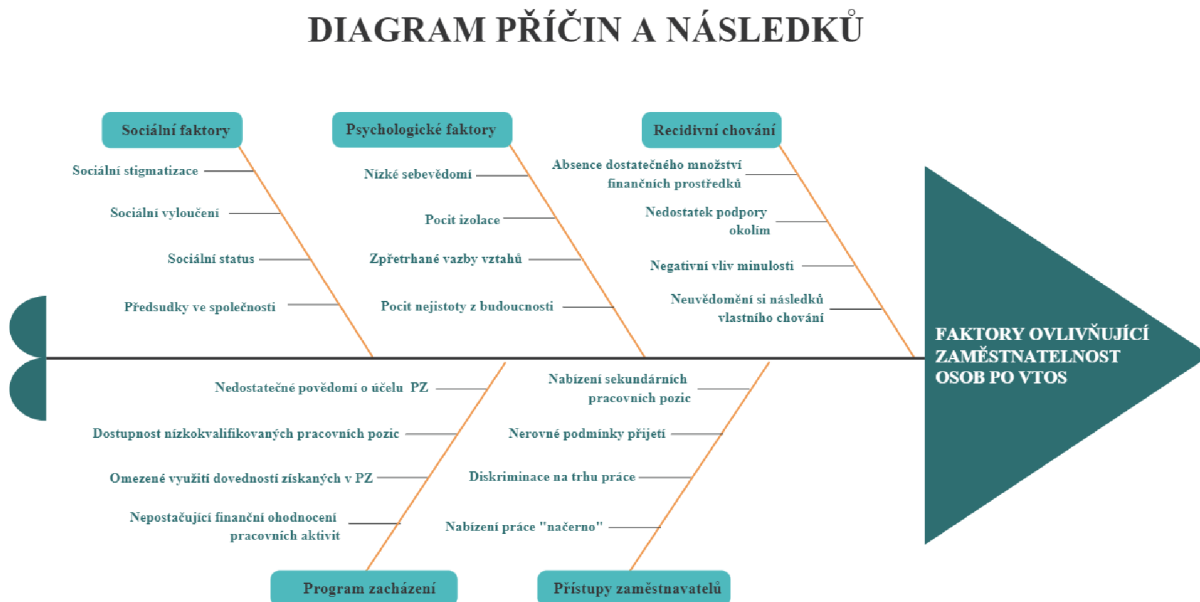 DIAGRAM PŘÍČIN A NÁSLEDKŮ
Sociální faktory
Sociální stigmatizace
Sociální vyloučení
Sociální status
Předsudky ve společnosti
Psychologické faktory
Nízké sebevědomí
Pocit izolace
Zpřetrhané vazby vztahů
Pocit nejistoty z budoucnosti
Recidivní chování
Absence dostatečného množství
finančních prostředků
Nedostatek podpory
okolím
Negativní vliv minulosti
Neuvědomění si následků
vlastního chování
FAKTORY OVLIVŇUJÍCÍ
ZAMĚSTNATELNOST
OSOB PO VTOS
Nedostatečné povědomí o účelu PZ
Dostupnost nízkokvalifikovaných pracovních pozic
Omezené využití dovedností získaných v PZ
Nepostačující finanční ohodnocení
pracovních aktivit
Program zacházení
Nabízení sekundárních
pracovních pozic
Nerovné podmínky přijetí
Diskriminace na trhu práce
Nabízení práce "načerno"
Přístupy zaměstnavatelů